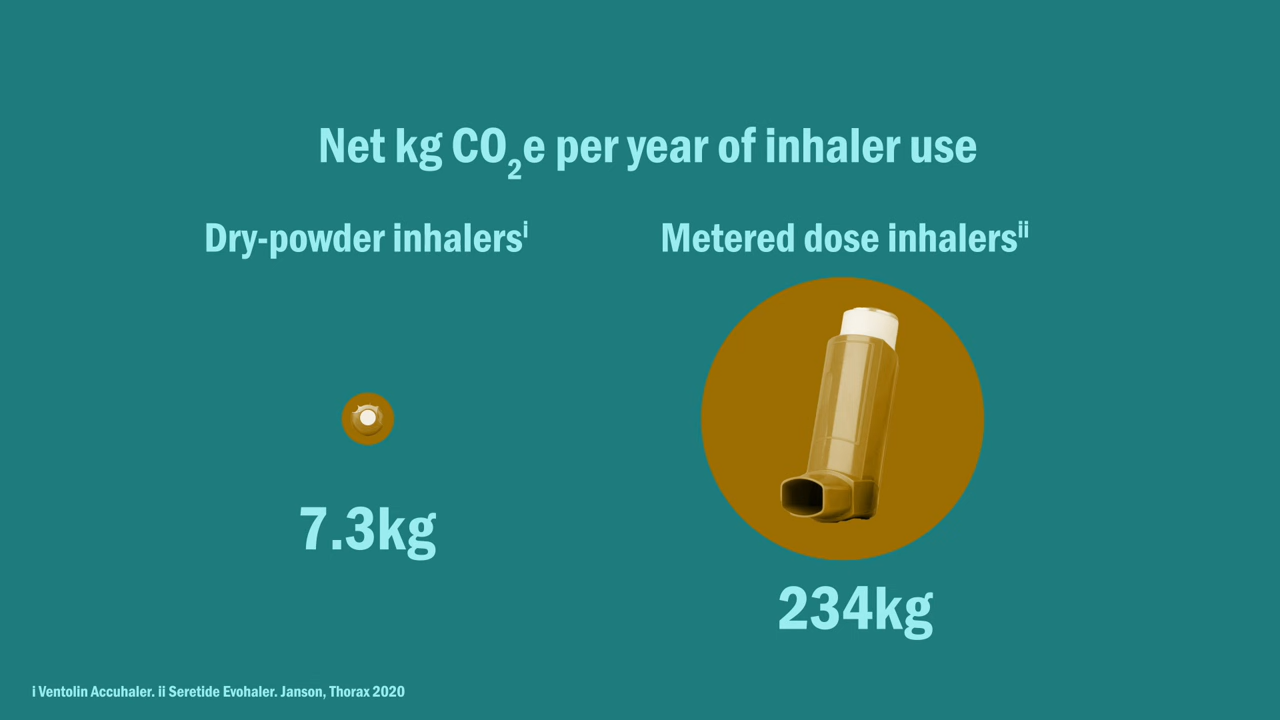 Net kg CO₂e per year of inhaler use
Dry-powder inhalersⁱ
Metered dose inhalersⁱⁱ
7.3kg
234kg
i Ventolin Accuhaler. ii Seretide Evohaler. Janson, Thorax 2020